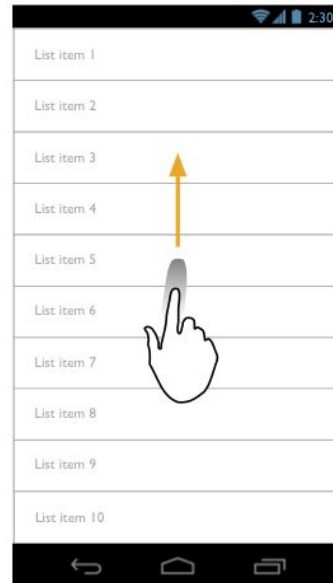 2:30
List item 1
List item 2
List item 3
List item 4
List item 5
List item 6
List item 7
List item 8
List item 9
List item 10